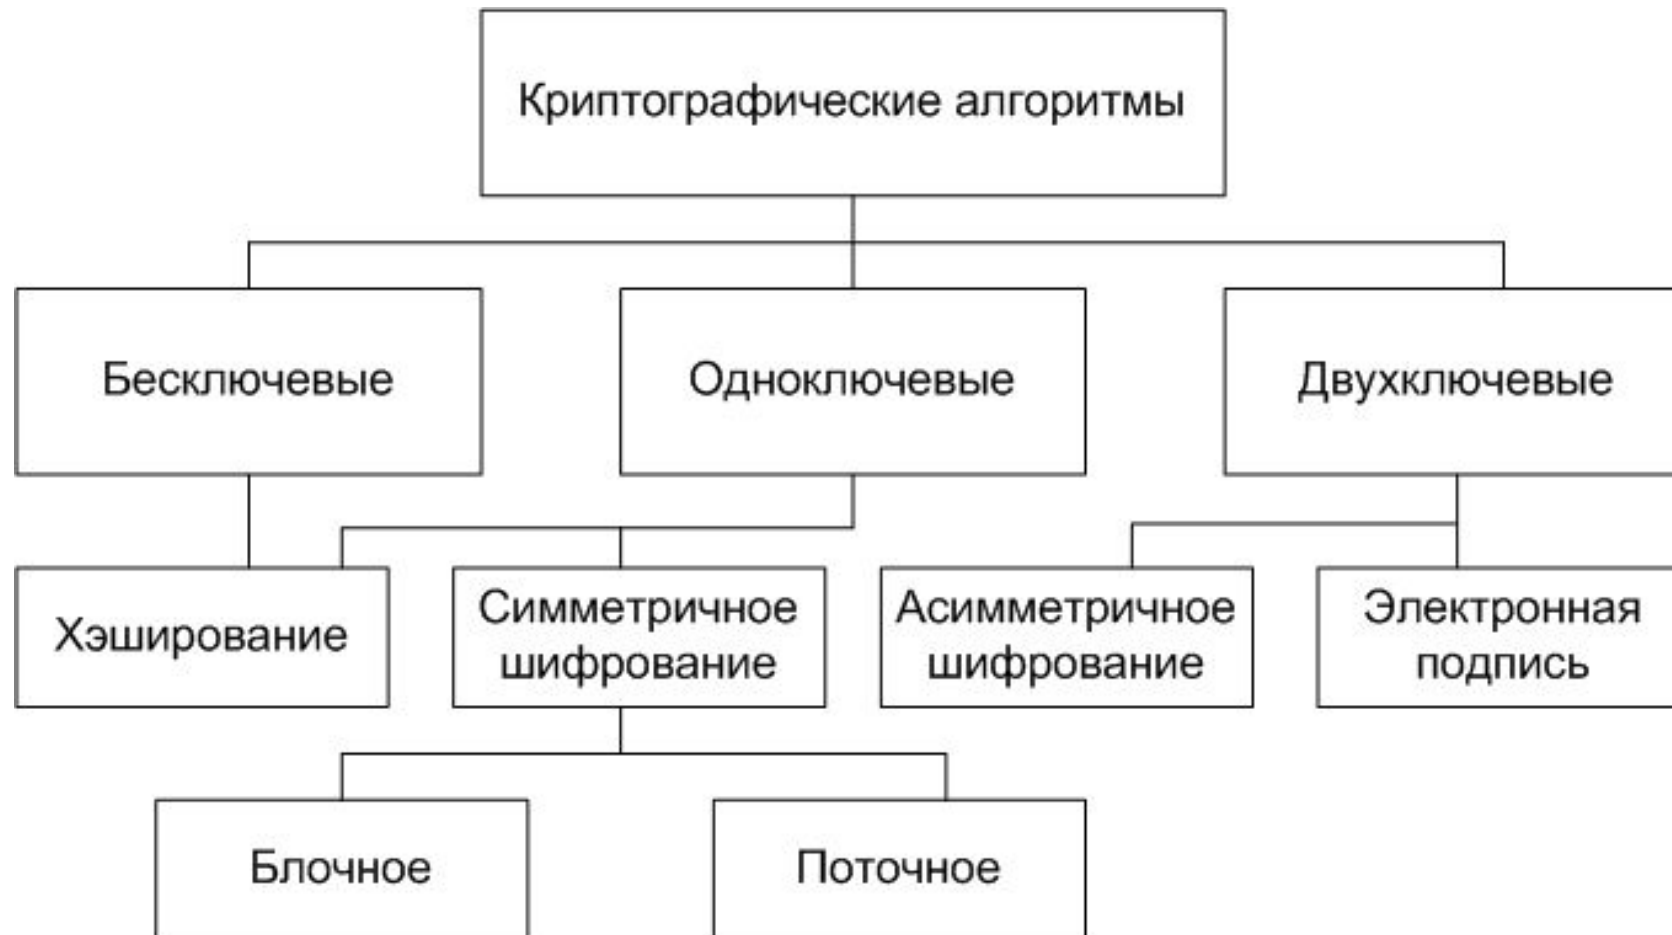 Криптографические алгоритмы
Бесключевые
Одноключевые
Двухключевые
Хэширование
Симметричное
шифрование
Асимметричное
шифрование
Электронная
подпись
Блочное
Поточное